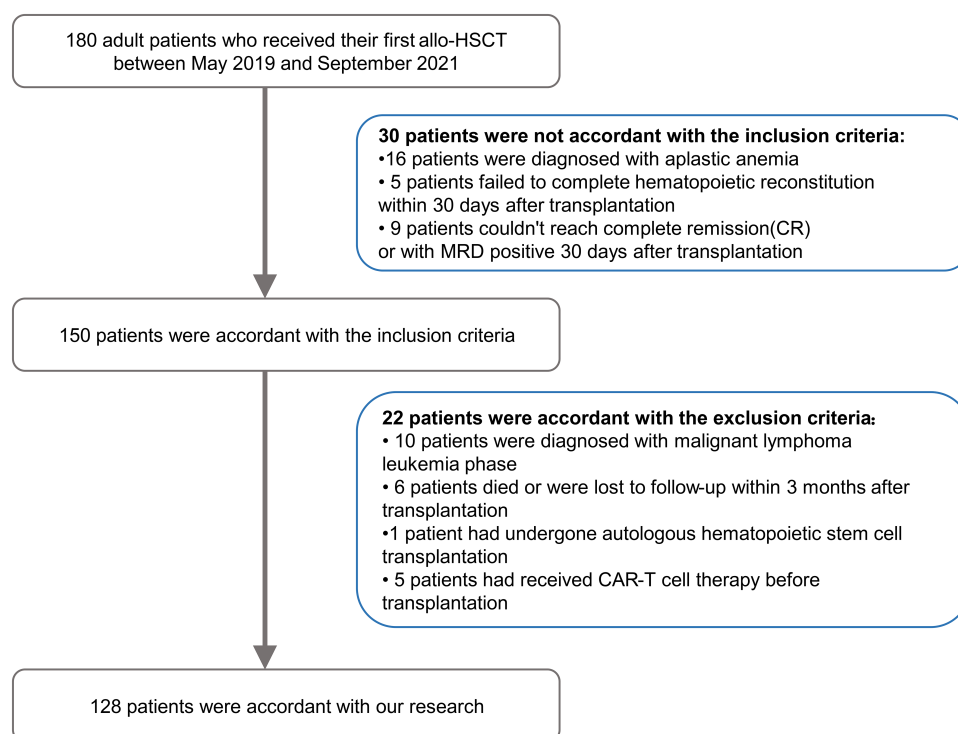 180 adult patients who received their first allo-HSCT
between May 2019 and September 2021
30 patients were not accordant with the inclusion criteria:
•16 patients were diagnosed with aplastic anemia
• 5 patients failed to complete hematopoietic reconstitution
within 30 days after transplantation
• 9 patients couldn't reach complete remission(CR)
or with MRD positive 30 days after transplantation
150 patients were accordant with the inclusion criteria
22 patients were accordant with the exclusion criteria:
• 10 patients were diagnosed with malignant lymphoma
leukemia phase
• 6 patients died or were lost to follow-up within 3 months after
transplantation
•1 patient had undergone autologous hematopoietic stem cell
transplantation
• 5 patients had received CAR-T cell therapy before
transplantation
128 patients were accordant with our research